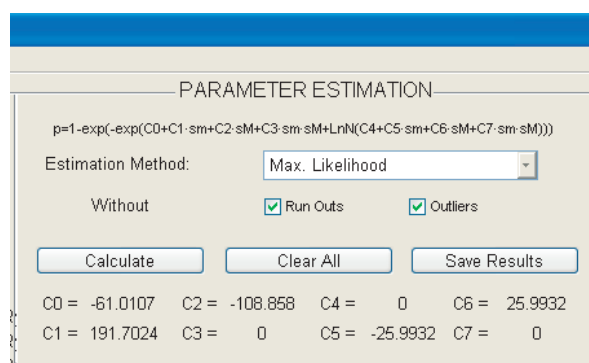 PARAMETER ESTIMATION
p=1-exp(-exp(C0+C1·sm+C2·sM+C3·sm·sM+LnN(C4+C5·sm+C6·sM+C7·sm·sM)))
Estimation Method: Max. Likelihood
Without Run Outs Outliers
Calculate Clear All Save Results
C0 = -61.0107 C2 = -108.858 C4 = 0 C6 = 25.9932
C1 = 191.7024 C3 = 0 C5 = -25.9932 C7 = 0